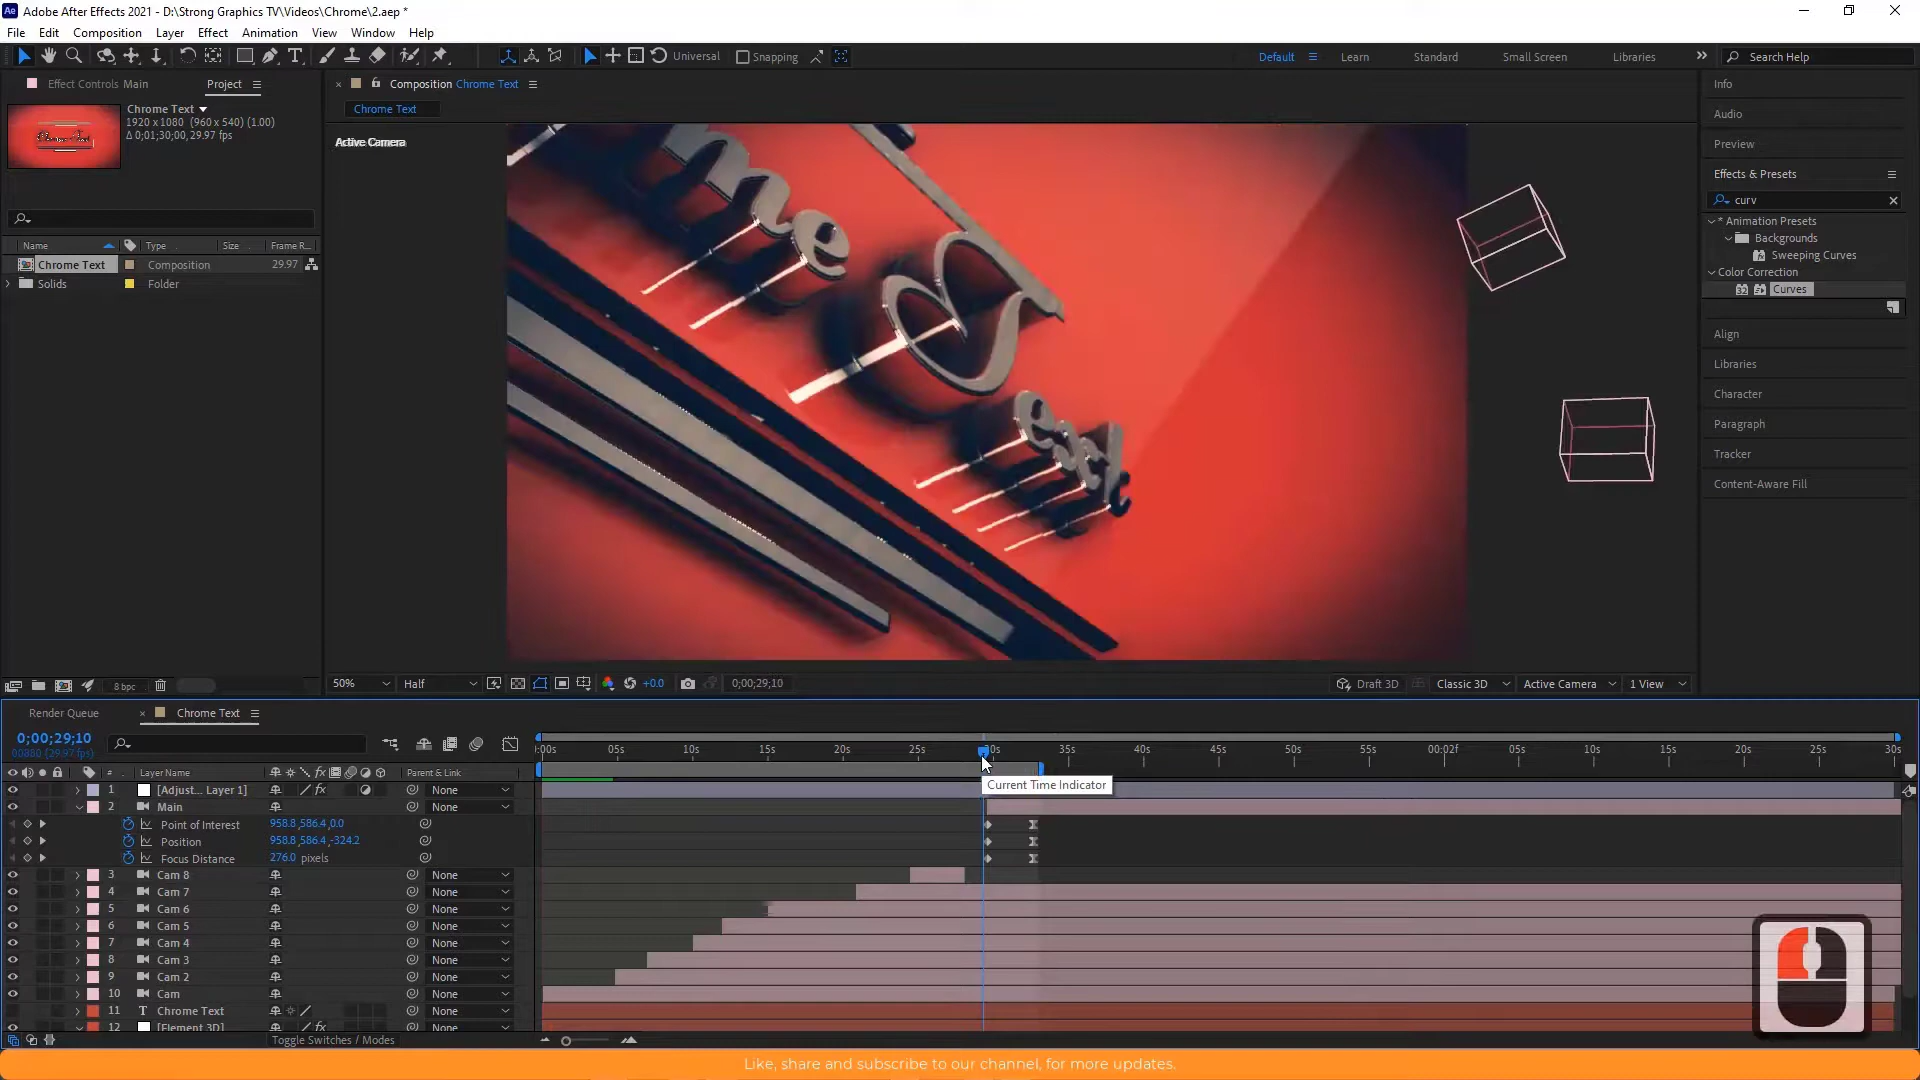 Adobe After Effects 2021 - D:\Strong Graphics TV\Videos\Chrome\2.aep *
File Edit Composition Layer Effect Animation View Window Help
Universal Snapping Default Learn Standard Small Screen Libraries Search Help
Effect Controls Main Project
Composition Chrome Text
Chrome Text
1920 x 1080 (960 x 540) (1.00)
Δ 0;01;30;00, 29.97 fps
Chrome Text
Active Camera
Name Type Size Frame R...
Chrome Text Composition 29.97
Solids Folder
Info
Audio
Preview
Effects & Presets
curv
* Animation Presets
Backgrounds
Sweeping Curves
Color Correction
32 Curves
Align
Libraries
Character
Paragraph
Tracker
Content-Aware Fill
me T
ext
8 bpc
50% Half +0.0 0;00;29;10 Draft 3D Classic 3D Active Camera 1 View
Render Queue Chrome Text
0;00;29;10
00880 (29.97 fps)
0:00s 05s 10s 15s 20s 25s 30s 35s 40s 45s 50s 55s 00:02f 05s 10s 15s 20s 25s 30s
# Layer Name fx Parent & Link
Current Time Indicator
1 [Adjust... Layer 1] fx None
2 Main None
Point of Interest 958.8,586.4,0.0
Position 958.8,586.4,-324.2
Focus Distance 276.0 pixels
3 Cam 8 None
4 Cam 7 None
5 Cam 6 None
6 Cam 5 None
7 Cam 4 None
8 Cam 3 None
9 Cam 2 None
10 Cam None
11 T Chrome Text None
12 [Element 3D] fx None
Toggle Switches / Modes
Like, share and subscribe to our channel, for more updates.